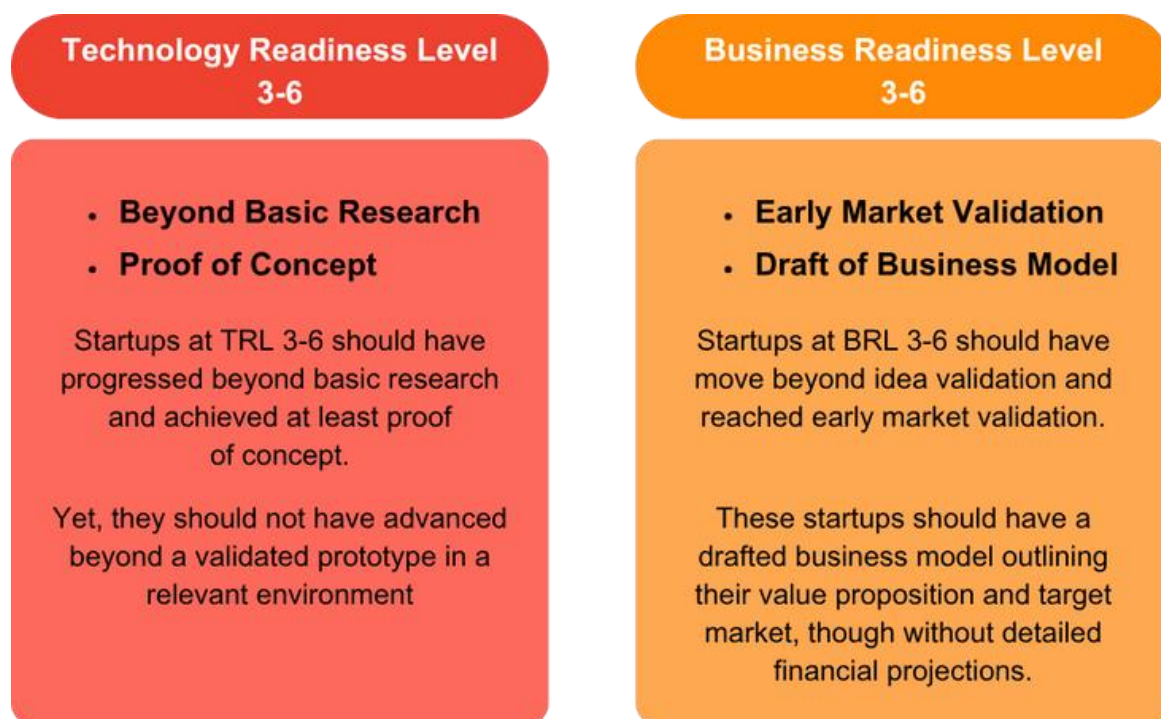 Technology Readiness Level
3-6
• Beyond Basic Research
• Proof of Concept
Startups at TRL 3-6 should have
progressed beyond basic research
and achieved at least proof
of concept.
Yet, they should not have advanced
beyond a validated prototype in a
relevant environment
Business Readiness Level
3-6
• Early Market Validation
• Draft of Business Model
Startups at BRL 3-6 should have
move beyond idea validation and
reached early market validation.
These startups should have a
drafted business model outlining
their value proposition and target
market, though without detailed
financial projections.